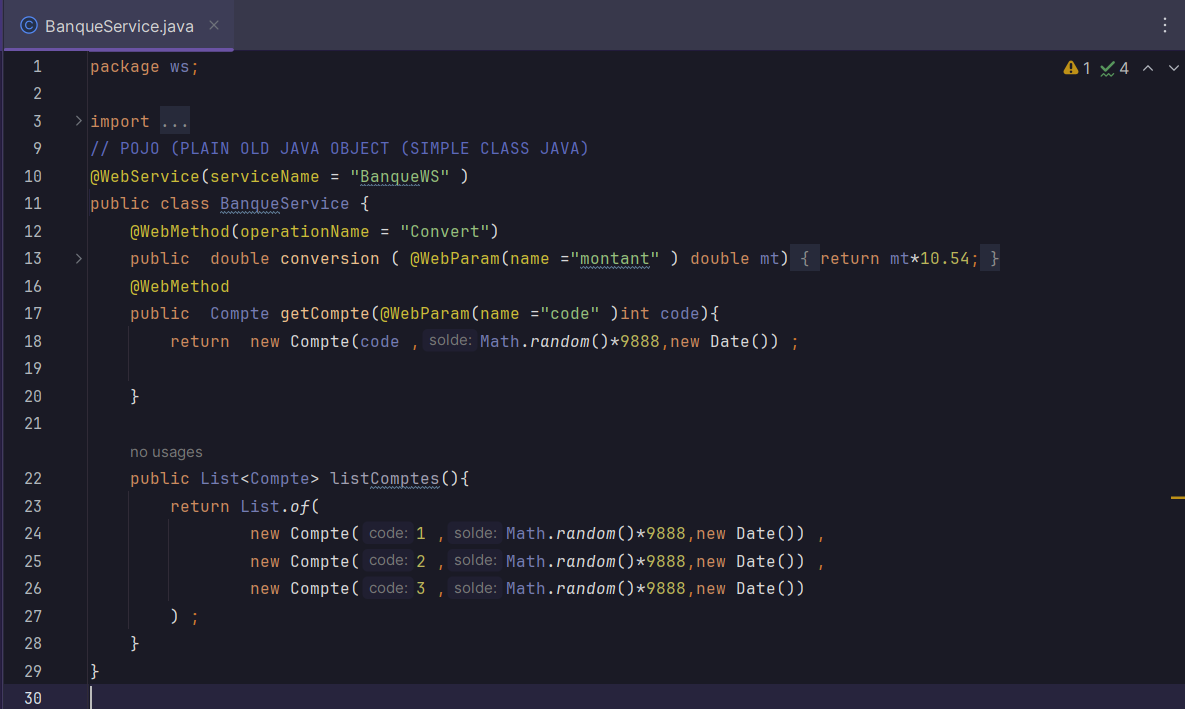 BanqueService.java
1 package ws;
1 4
2
3 import ...
9 // POJO (PLAIN OLD JAVA OBJECT (SIMPLE CLASS JAVA)
10 @WebService(serviceName = "BanqueWS" )
11 public class BanqueService {
12 @WebMethod(operationName = "Convert")
13 public  double conversion ( @WebParam(name ="montant" ) double mt) { return mt*10.54; }
16 @WebMethod
17 public  Compte getCompte(@WebParam(name ="code" )int code){
18 return  new Compte(code , solde: Math.random()*9888,new Date()) ;
19
20 }
21
no usages
22 public List<Compte> listComptes(){
23 return List.of(
24 new Compte( code: 1 , solde: Math.random()*9888,new Date()) ,
25 new Compte( code: 2 , solde: Math.random()*9888,new Date()) ,
26 new Compte( code: 3 , solde: Math.random()*9888,new Date())
27 ) ;
28 }
29 }
30